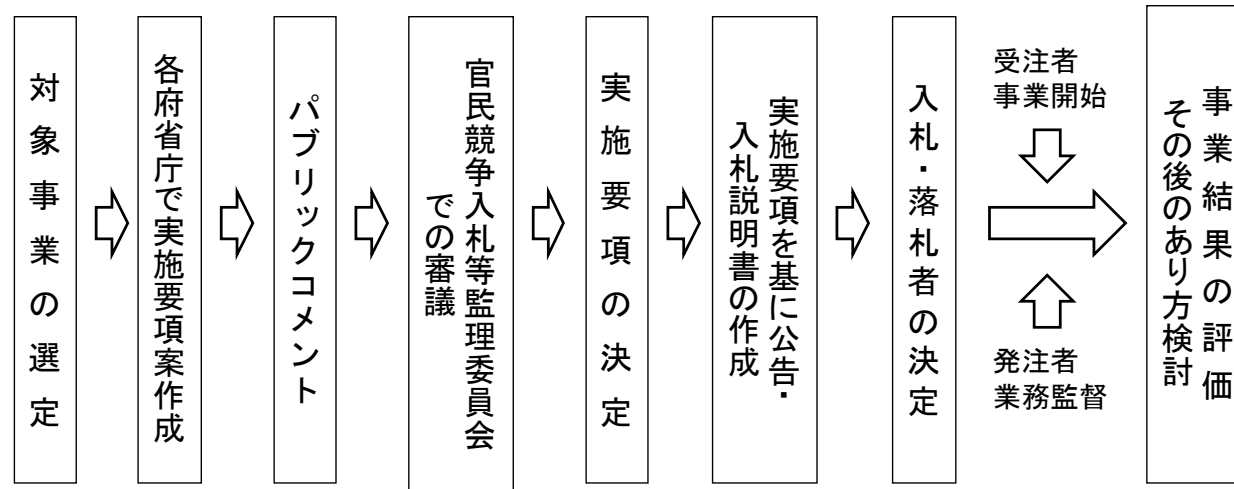 対象事業の選定
各府省庁で実施要項案作成
パブリックコメント
官民競争入札等監理委員会
での審議
実施要項の決定
実施要項を基に公告・
入札説明書の作成
入札・落札者の決定
受注者
事業開始
発注者
業務監督
事業結果の評価
その後のあり方検討